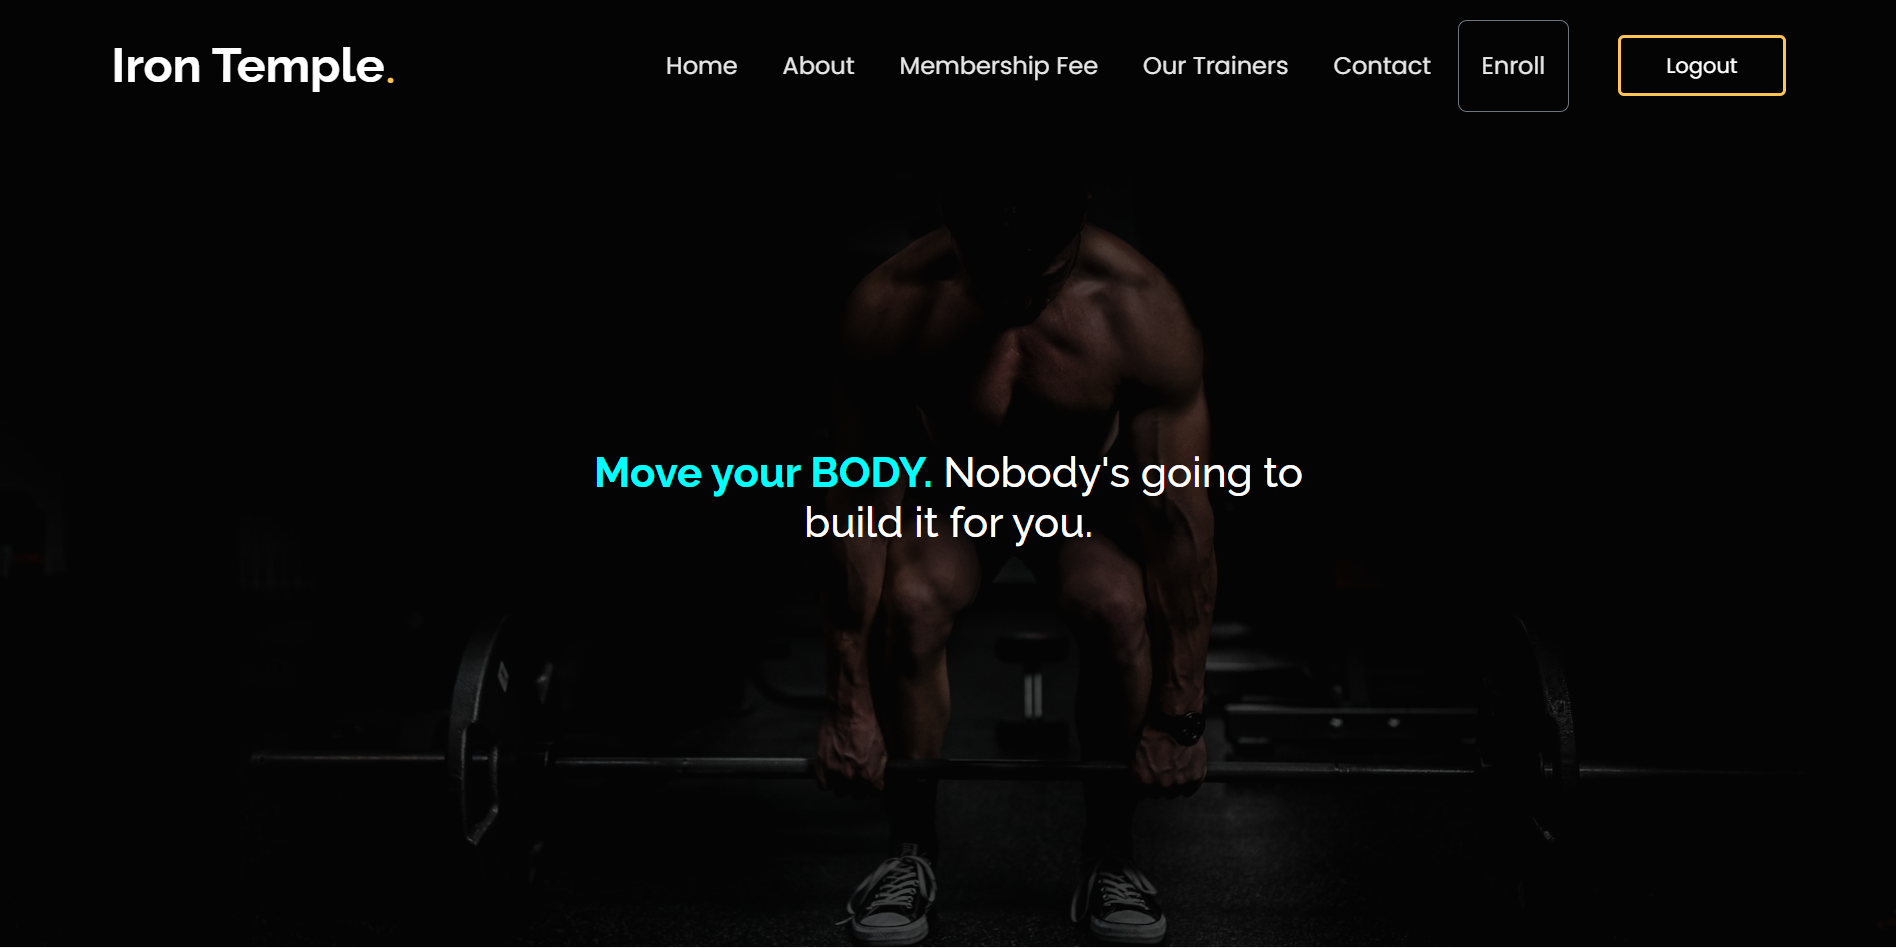 Iron Temple.
Home About Membership Fee Our Trainers Contact Enroll Logout
Move your BODY. Nobody's going to
build it for you.